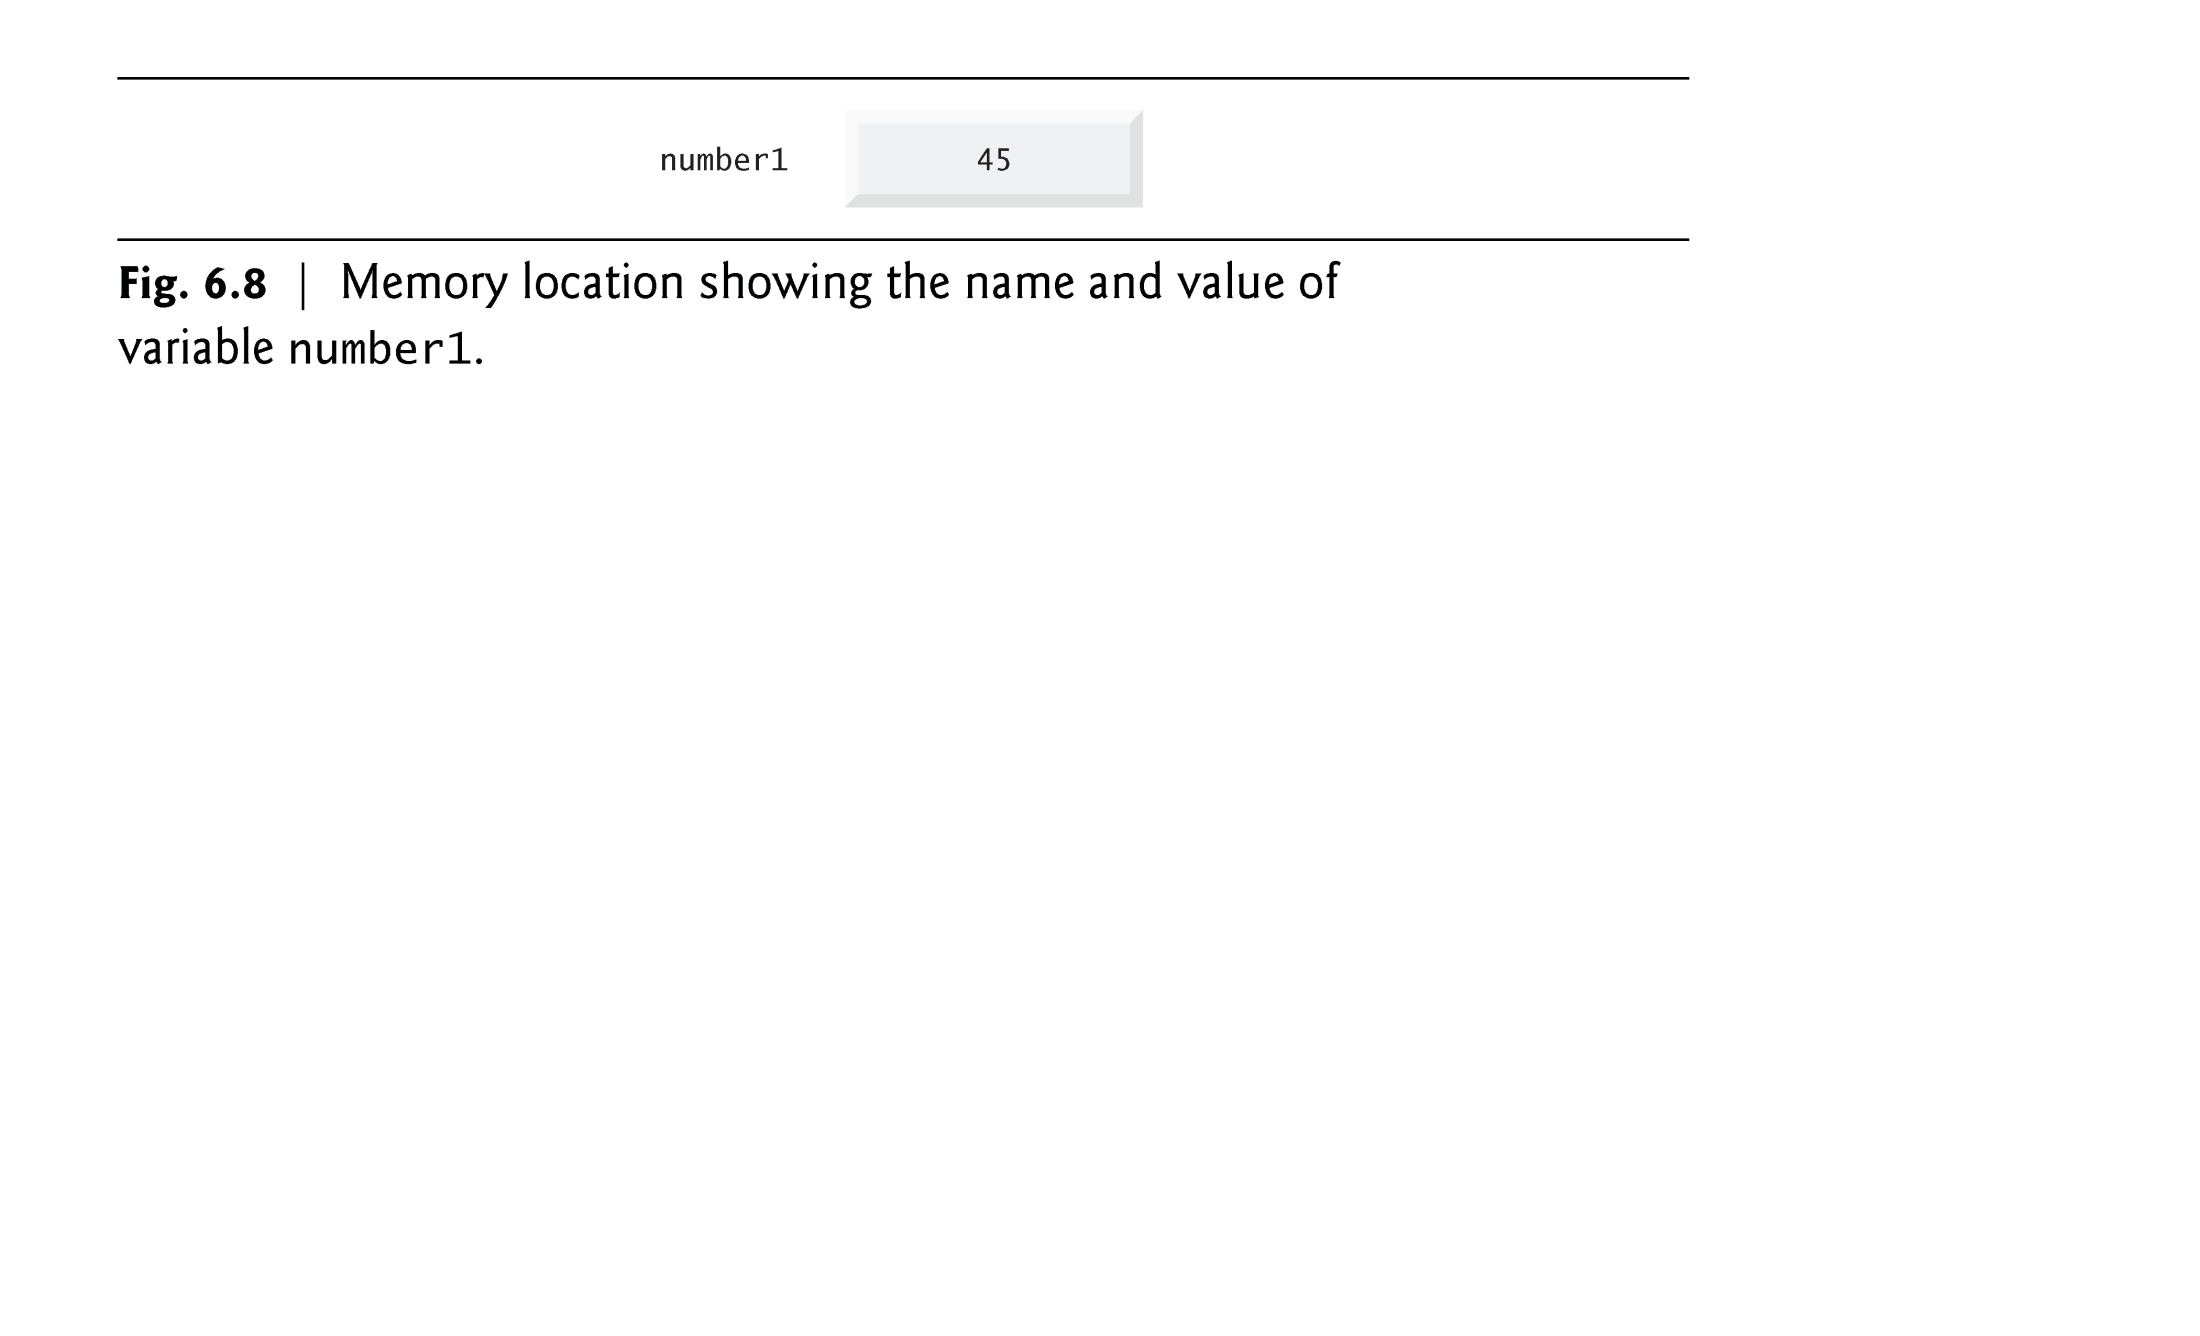 number1 45
Fig. 6.8 | Memory location showing the name and value of
variable number1.